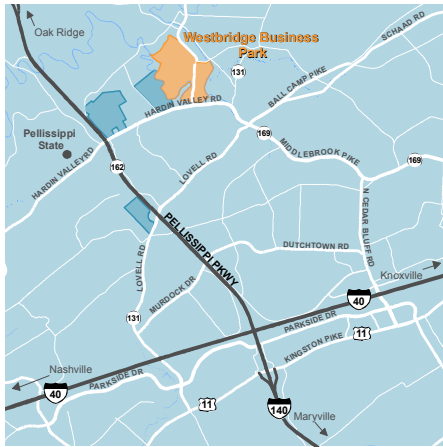 Oak Ridge
Westbridge Business
Park
SCHAAD RD
131
BALL CAMP PIKE
HARDIN VALLEY RD
Pellissippi
State
169
MIDDLEBROOK PIKE
169
LOVELL RD
HARDIN VALLEY RD
162
N CEDAR BLUFF RD
PELLISSIPPI PKWY
DUTCHTOWN RD
LOVELL RD
MURDOCK DR
Knoxville
40
131
PARKSIDE DR
11
KINGSTON PIKE
Nashville
PARKSIDE DR
40
11
140
Maryville